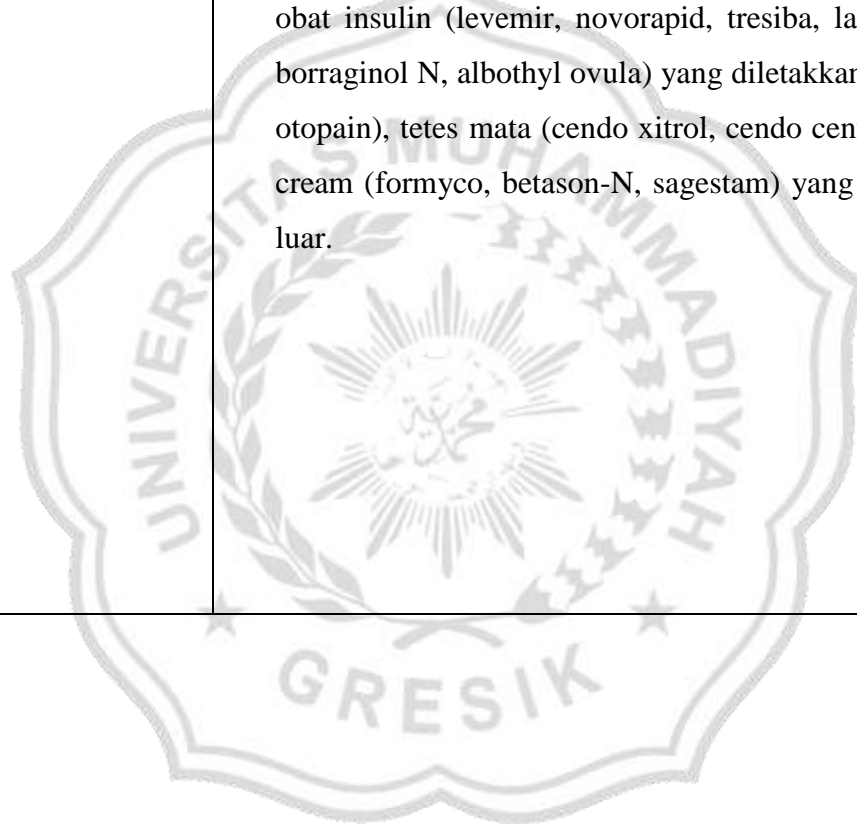 obat insulin (levemir, novorapid, tresiba, la
borraginol N, albothyl ovula) yang diletakkan
otopain), tetes mata (cendo xitrol, cendo cen
cream (formyco, betason-N, sagestam) yang
luar.
UNIVERSITAS MUHAMMADIYAH
GRESIK